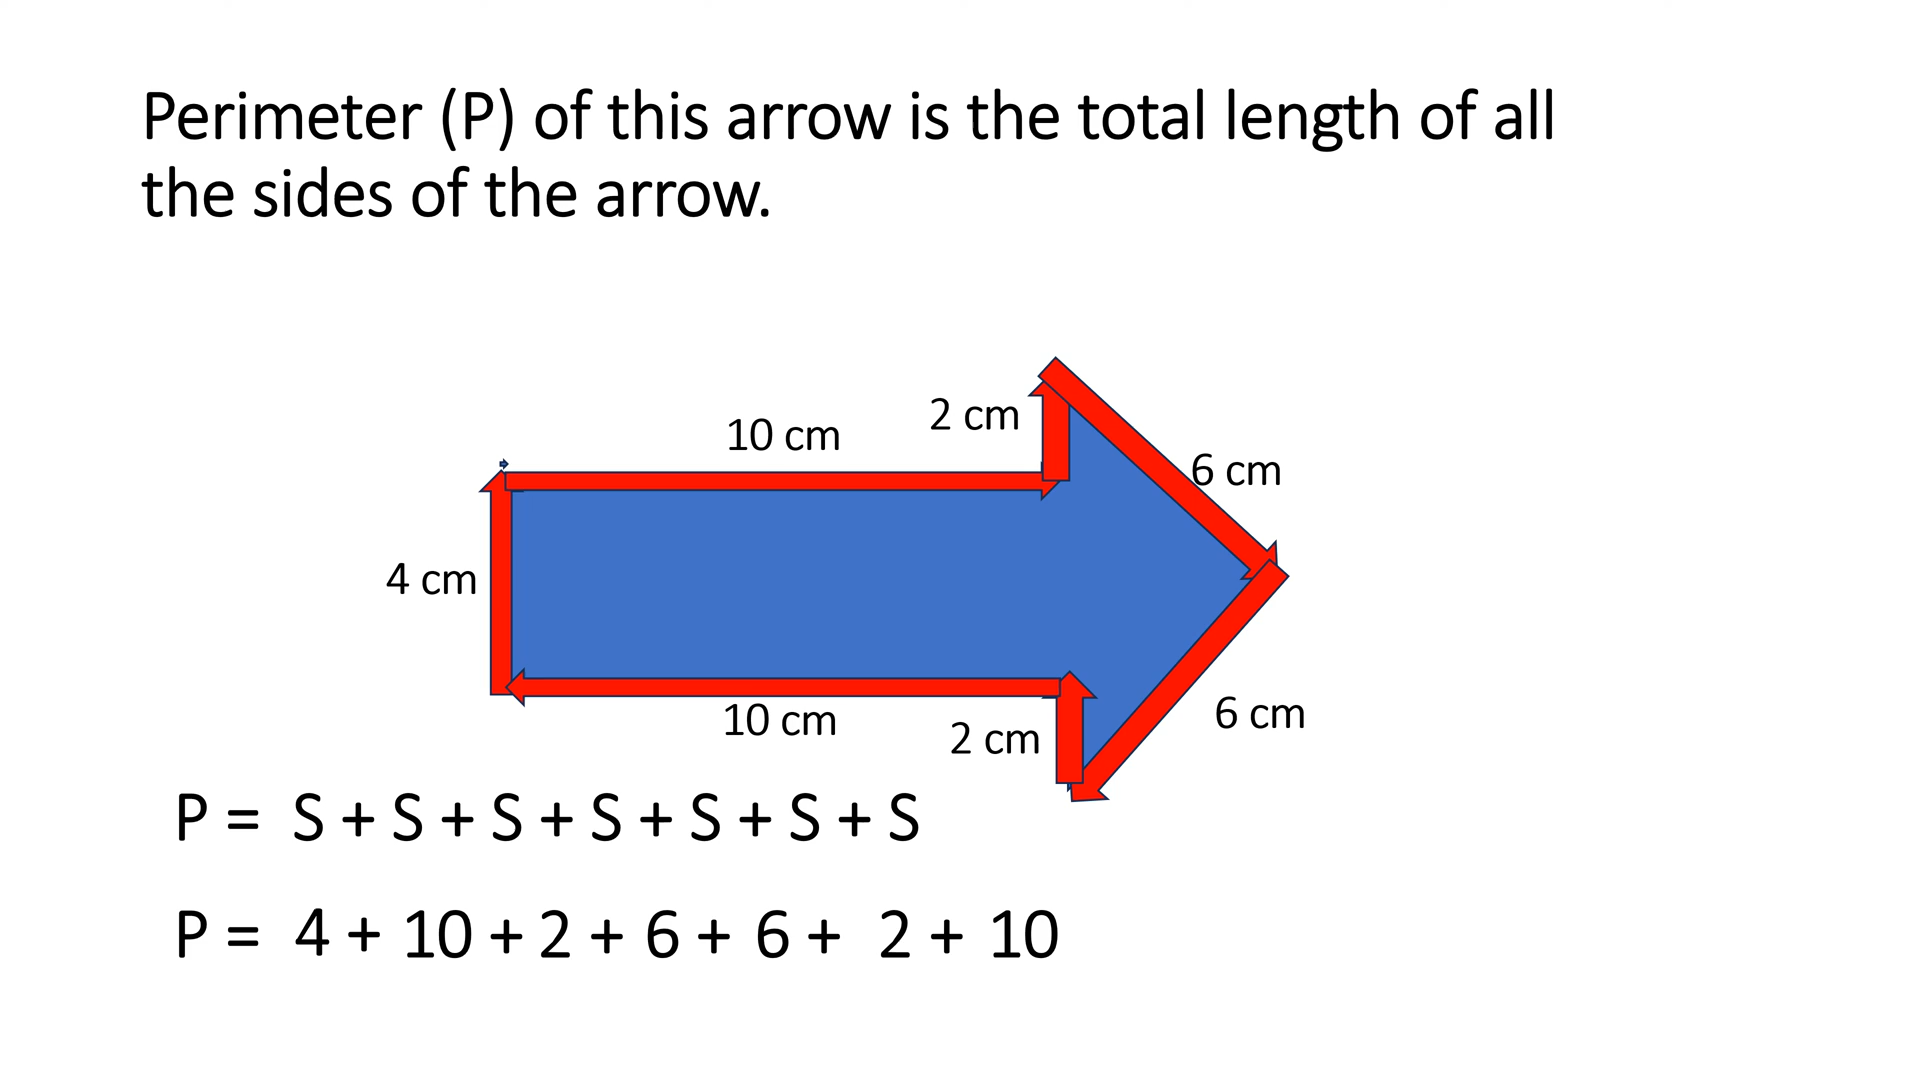 Perimeter (P) of this arrow is the total length of all
the sides of the arrow.
2 cm
10 cm
6 cm
4 cm
10 cm
2 cm
6 cm
P = S + S + S + S + S + S + S
P = 4 + 10 + 2 + 6 + 6 + 2 + 10